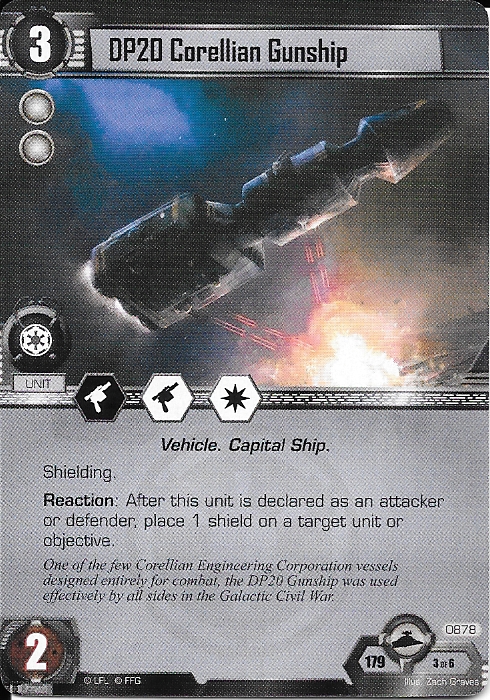 3
DP20 Corellian Gunship
UNIT
Vehicle. Capital Ship.
Shielding.
Reaction: After this unit is declared as an attacker
or defender, place 1 shield on a target unit or
objective.
One of the few Corellian Engineering Corporation vessels
designed entirely for combat, the DP20 Gunship was used
effectively by all sides in the Galactic Civil War.
2
0878
179
3 OF 6
© LFL © FFG
Illus. Zach Graves